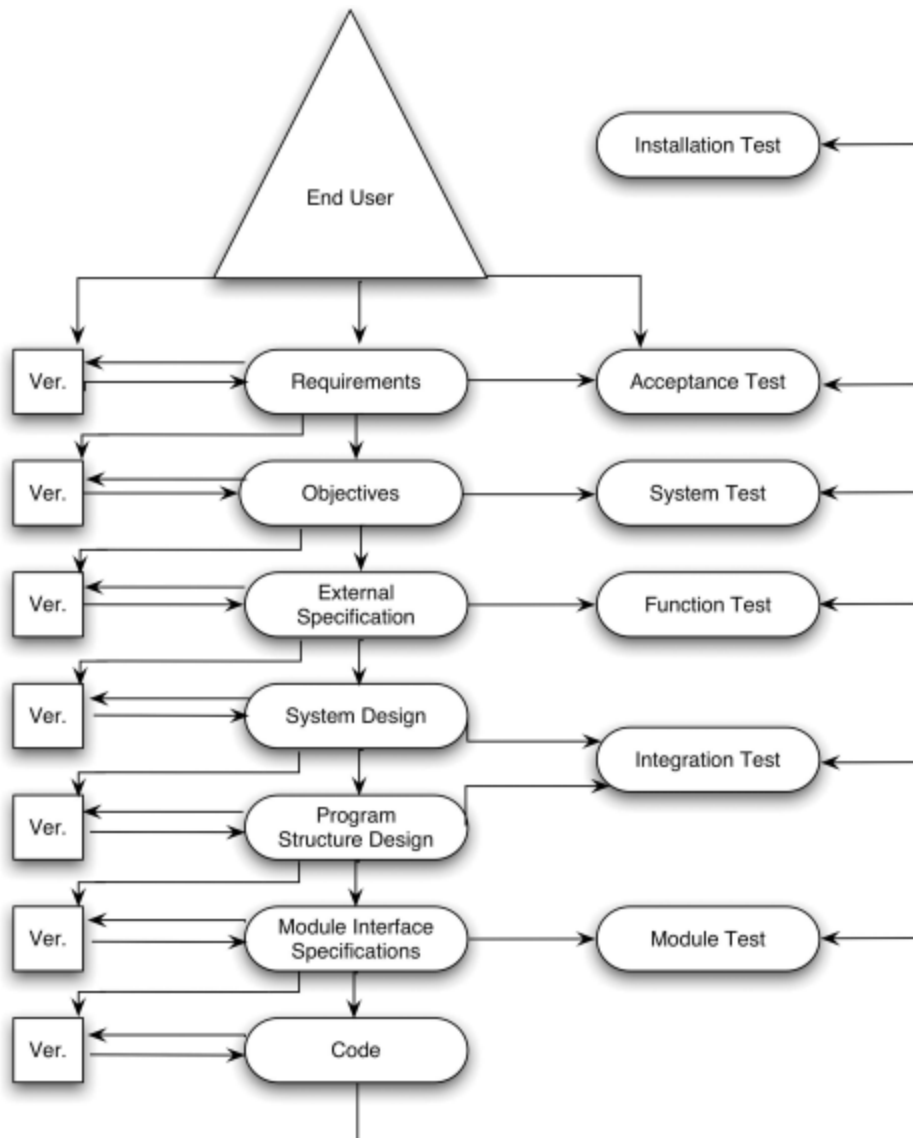 End User
Installation Test
Ver.
Requirements
Acceptance Test
Ver.
Objectives
System Test
Ver.
External
Specification
Function Test
Ver.
System Design
Integration Test
Ver.
Program
Structure Design
Ver.
Module Interface
Specifications
Module Test
Ver.
Code